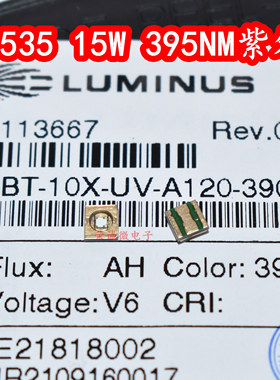 535 15W 395NM紫
LUMINUS
113667
Rev.
BT-10X-UV-A120-390
Flux: AH Color: 39
Voltage: V6 CRI:
E21818002
R2109160017